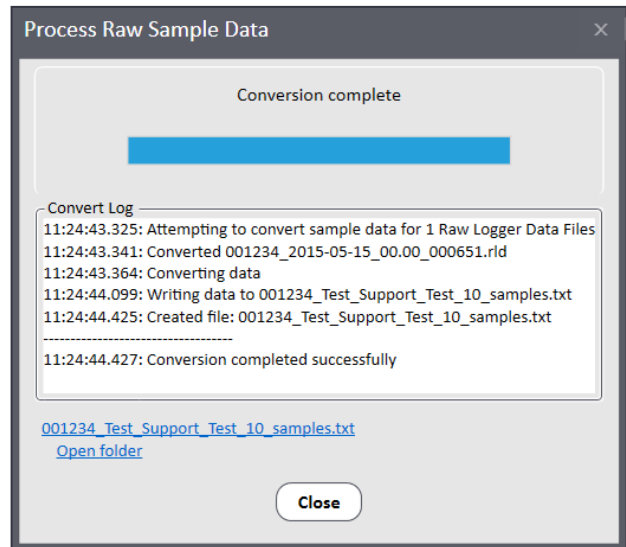 Process Raw Sample Data
Conversion complete
Convert Log
11:24:43.325: Attempting to convert sample data for 1 Raw Logger Data Files
11:24:43.341: Converted 001234_2015-05-15_00.00_000651.rld
11:24:43.364: Converting data
11:24:44.099: Writing data to 001234_Test_Support_Test_10_samples.txt
11:24:44.425: Created file: 001234_Test_Support_Test_10_samples.txt
-----------------------------------
11:24:44.427: Conversion completed successfully
001234_Test_Support_Test_10_samples.txt
Open folder
Close